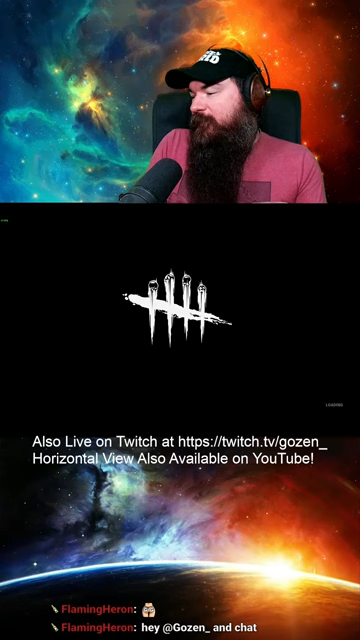 LOADING
Also Live on Twitch at https://twitch.tv/gozen_
Horizontal View Also Available on YouTube!
FlamingHeron:
FlamingHeron: hey @Gozen_ and chat